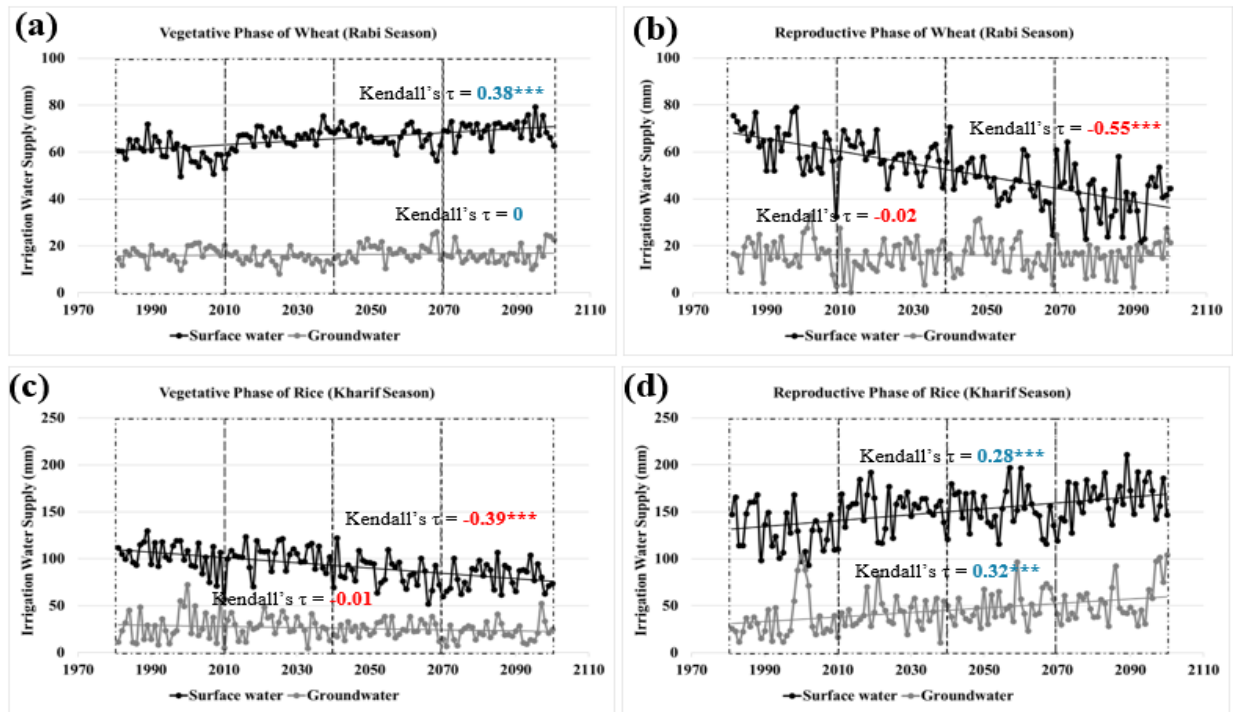 (a)
Vegetative Phase of Wheat (Rabi Season)
Irrigation Water Supply (mm)
100
80
60
40
20
0
Kendall's τ = 0.38***
Kendall's τ = 0
1970 1990 2010 2030 2050 2070 2090 2110
Surface water Groundwater
(b)
Reproductive Phase of Wheat (Rabi Season)
Irrigation Water Supply (mm)
100
80
60
40
20
0
Kendall's τ = -0.55***
Kendall's τ = -0.02
1970 1990 2010 2030 2050 2070 2090 2110
Surface water Groundwater
(c)
Vegetative Phase of Rice (Kharif Season)
Irrigation Water Supply (mm)
250
200
150
100
50
0
Kendall's τ = -0.39***
Kendall's τ = -0.01
1970 1990 2010 2030 2050 2070 2090 2110
Surface water Groundwater
(d)
Reproductive Phase of Rice (Kharif Season)
Irrigation Water Supply (mm)
250
200
150
100
50
0
Kendall's τ = 0.28***
Kendall's τ = 0.32***
1970 1990 2010 2030 2050 2070 2090 2110
Surface water Groundwater